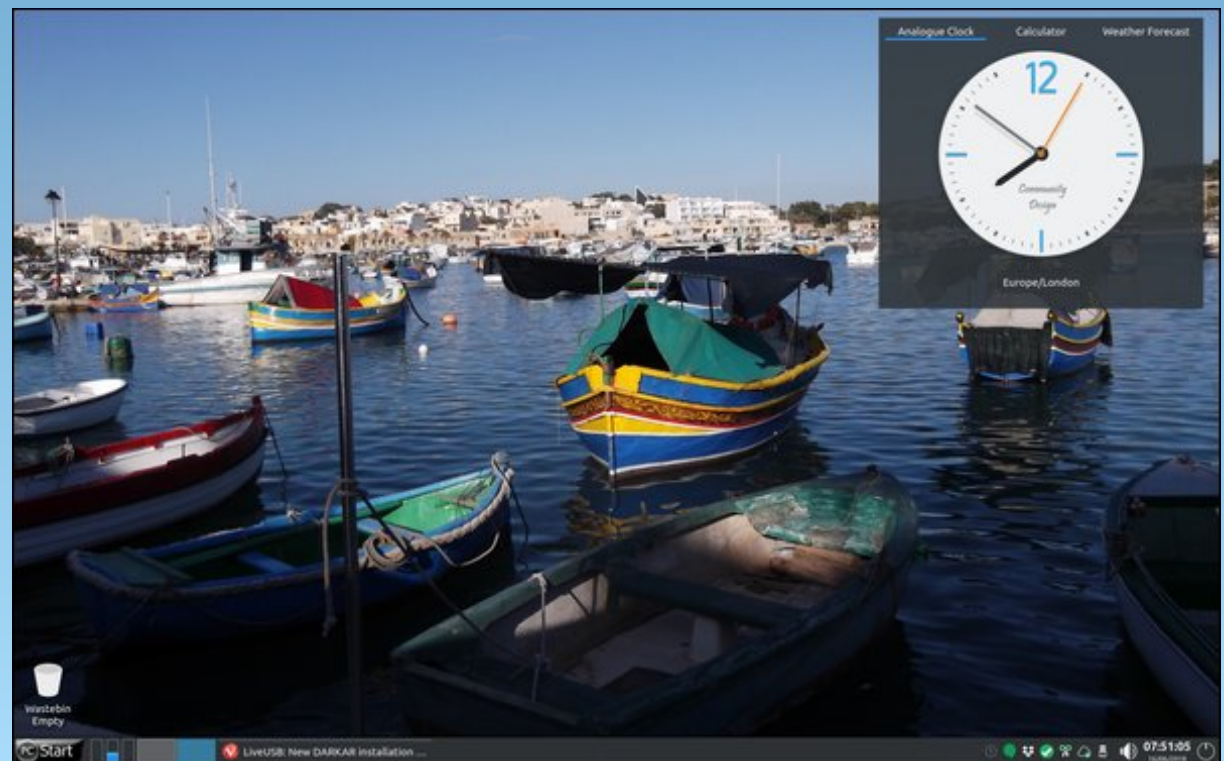 Analogue Clock Calculator Weather Forecast
12
Community
Design
Europe/London
Wastebin
Empty
PC Start LiveUSB: New DARKAR installation .... 07:51:05